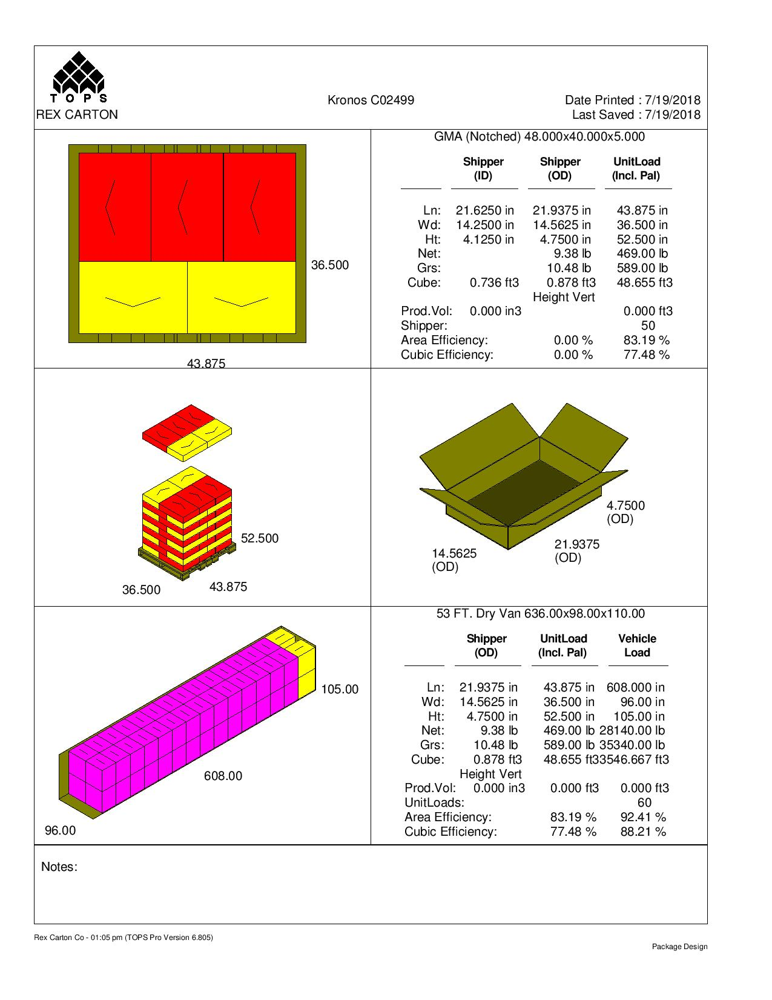 T O P S
REX CARTON
Kronos C02499
Date Printed : 7/19/2018
Last Saved : 7/19/2018
36.500
43.875
GMA (Notched) 48.000x40.000x5.000
Shipper (ID) Shipper (OD) UnitLoad (Incl. Pal)
Ln: 21.6250 in 21.9375 in 43.875 in
Wd: 14.2500 in 14.5625 in 36.500 in
Ht: 4.1250 in 4.7500 in 52.500 in
Net: 9.38 lb 469.00 lb
Grs: 10.48 lb 589.00 lb
Cube: 0.736 ft3 0.878 ft3 48.655 ft3
Height Vert
Prod.Vol: 0.000 in3 0.000 ft3
Shipper: 50
Area Efficiency: 0.00 % 83.19 %
Cubic Efficiency: 0.00 % 77.48 %
52.500
36.500
43.875
4.7500
(OD)
21.9375
(OD)
14.5625
(OD)
105.00
608.00
96.00
53 FT. Dry Van 636.00x98.00x110.00
Shipper (OD) UnitLoad (Incl. Pal) Vehicle Load
Ln: 21.9375 in 43.875 in 608.000 in
Wd: 14.5625 in 36.500 in 96.00 in
Ht: 4.7500 in 52.500 in 105.00 in
Net: 9.38 lb 469.00 lb 28140.00 lb
Grs: 10.48 lb 589.00 lb 35340.00 lb
Cube: 0.878 ft3 48.655 ft33546.667 ft3
Height Vert
Prod.Vol: 0.000 in3 0.000 ft3 0.000 ft3
UnitLoads: 60
Area Efficiency: 83.19 % 92.41 %
Cubic Efficiency: 77.48 % 88.21 %
Notes:
Rex Carton Co - 01:05 pm (TOPS Pro Version 6.805)
Package Design